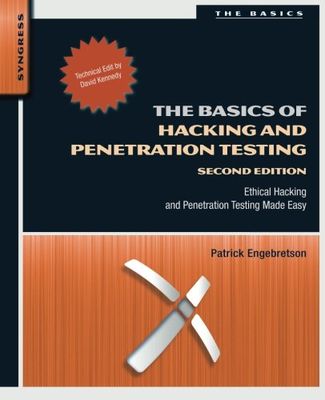 SYNGRESS
THE BASICS
Technical Edit by
David Kennedy
THE BASICS OF
HACKING AND
PENETRATION TESTING
SECOND EDITION
Ethical Hacking
and Penetration Testing Made Easy
Patrick Engebretson